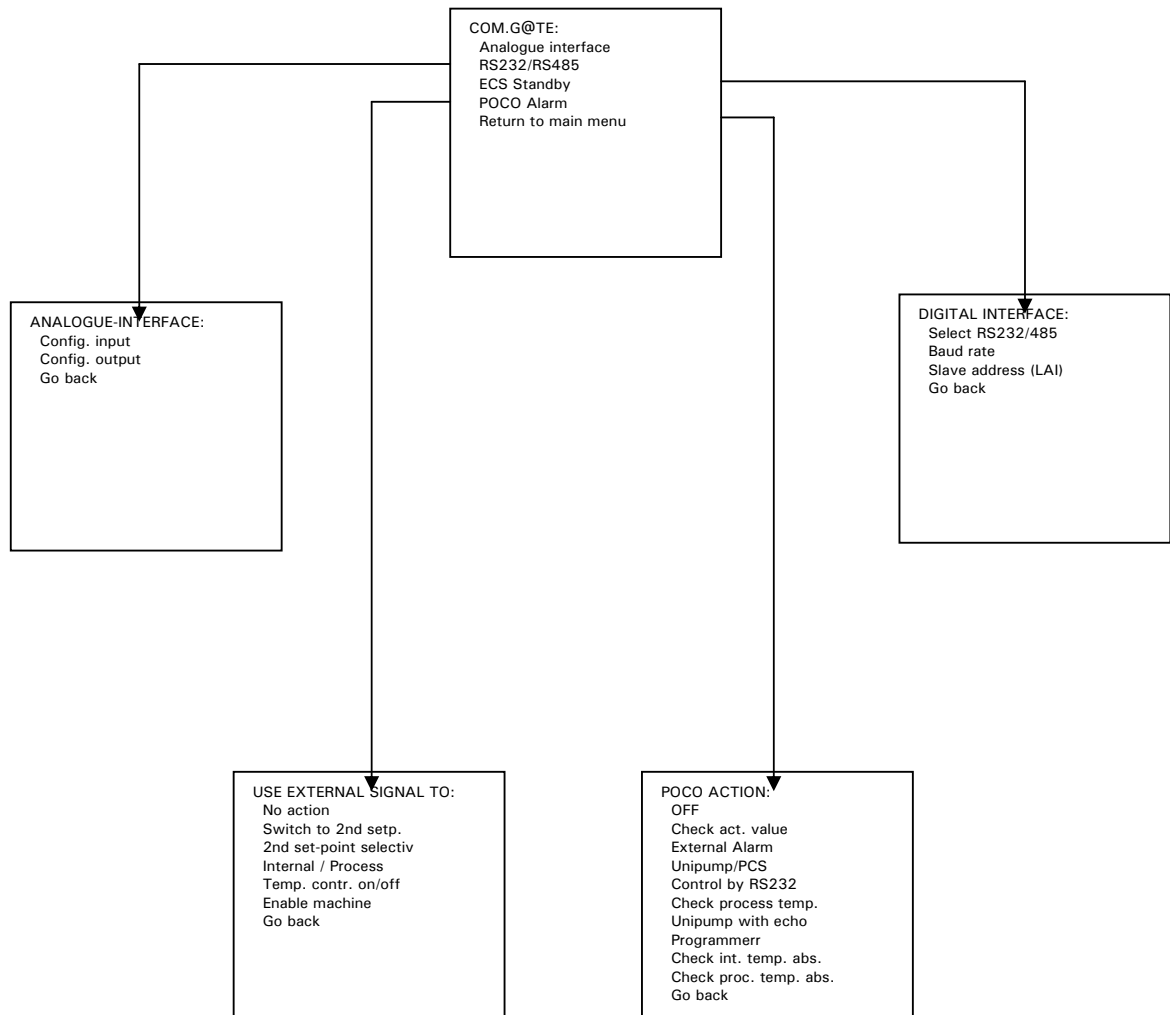 COM.G@TE:
Analogue interface
RS232/RS485
ECS Standby
POCO Alarm
Return to main menu
ANALOGUE-INTERFACE:
Config. input
Config. output
Go back
DIGITAL INTERFACE:
Select RS232/485
Baud rate
Slave address (LAI)
Go back
USE EXTERNAL SIGNAL TO:
No action
Switch to 2nd setp.
2nd set-point selectiv
Internal / Process
Temp. contr. on/off
Enable machine
Go back
POCO ACTION:
OFF
Check act. value
External Alarm
Unipump/PCS
Control by RS232
Check process temp.
Unipump with echo
Programmerr
Check int. temp. abs.
Check proc. temp. abs.
Go back